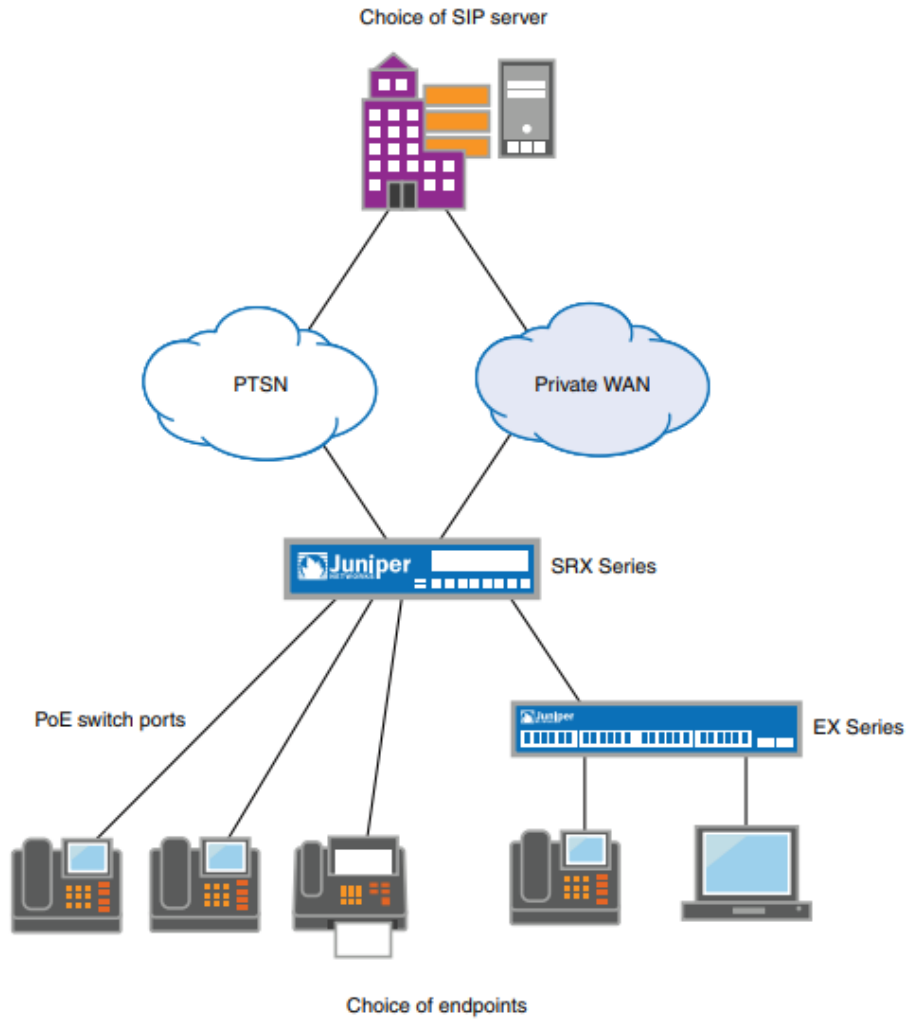 Choice of SIP server
PTSN
Private WAN
Juniper
NETWORKS
SRX Series
PoE switch ports
Juniper
EX Series
Choice of endpoints